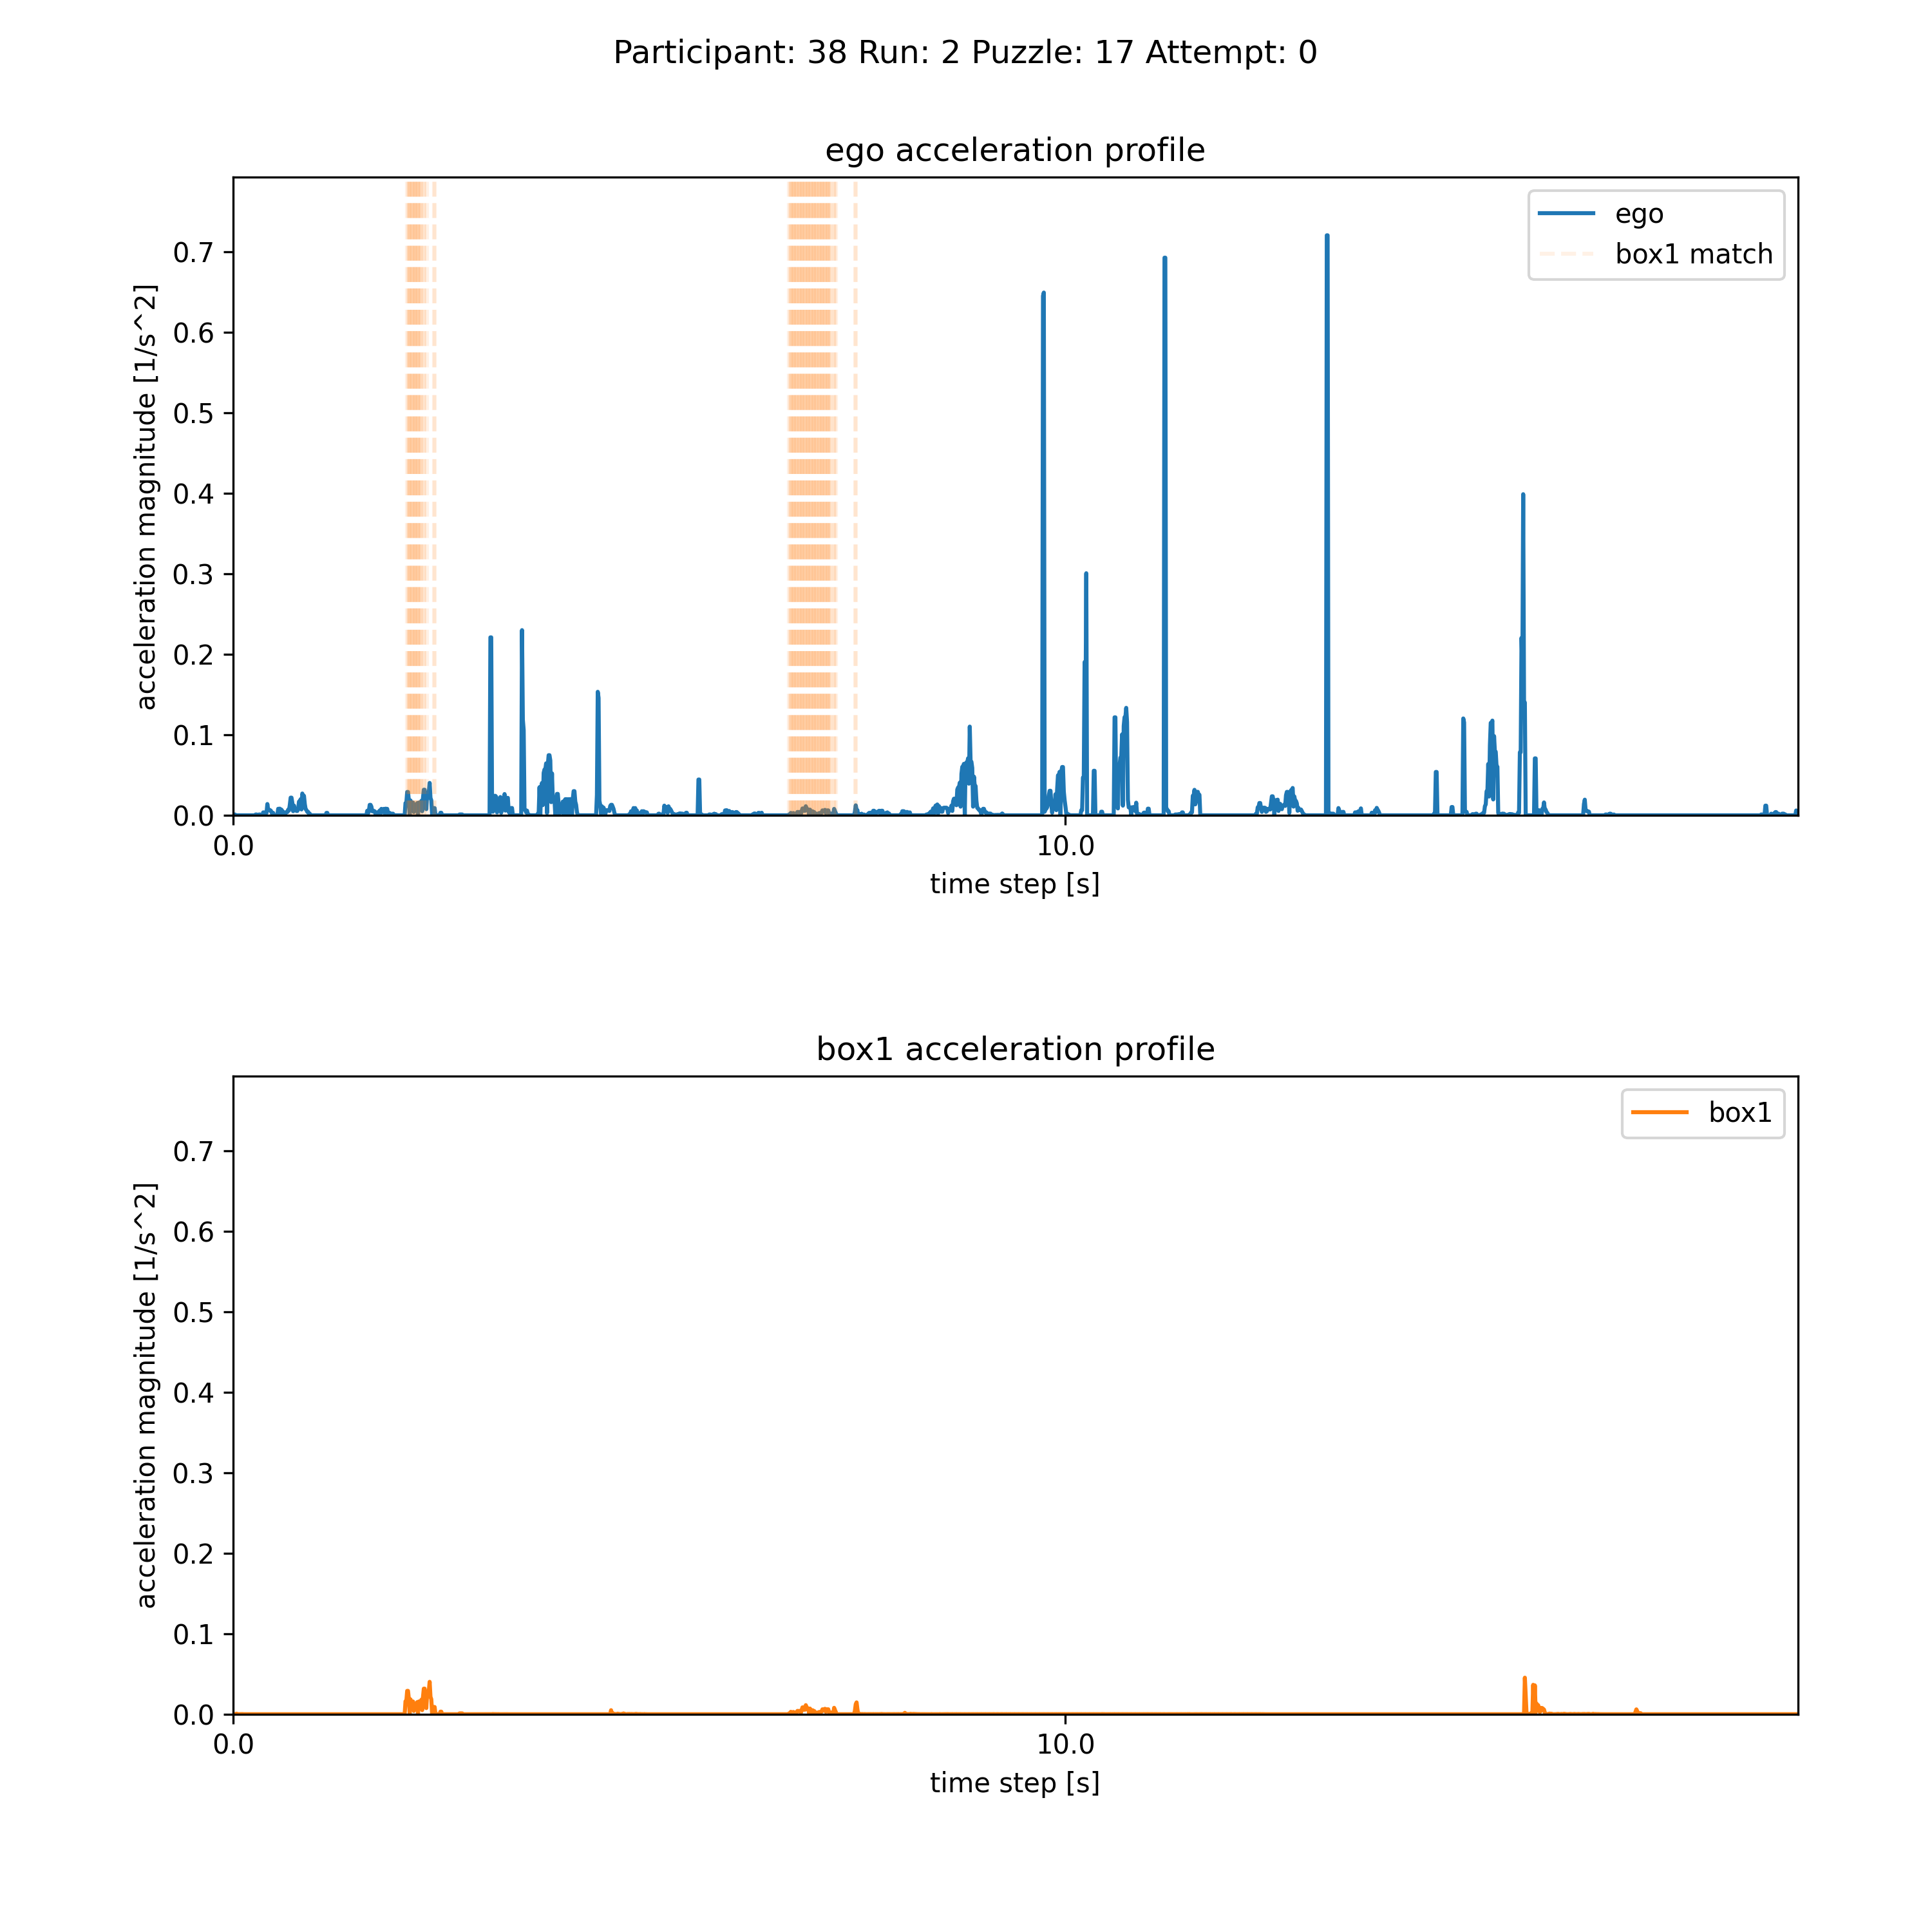 Participant: 38 Run: 2 Puzzle: 17 Attempt: 0
ego acceleration profile
acceleration magnitude [1/s^2]
0.7
0.6
0.5
0.4
0.3
0.2
0.1
0.0
ego
box1 match
0.0
10.0
time step [s]
box1 acceleration profile
acceleration magnitude [1/s^2]
0.7
0.6
0.5
0.4
0.3
0.2
0.1
0.0
box1
0.0
10.0
time step [s]